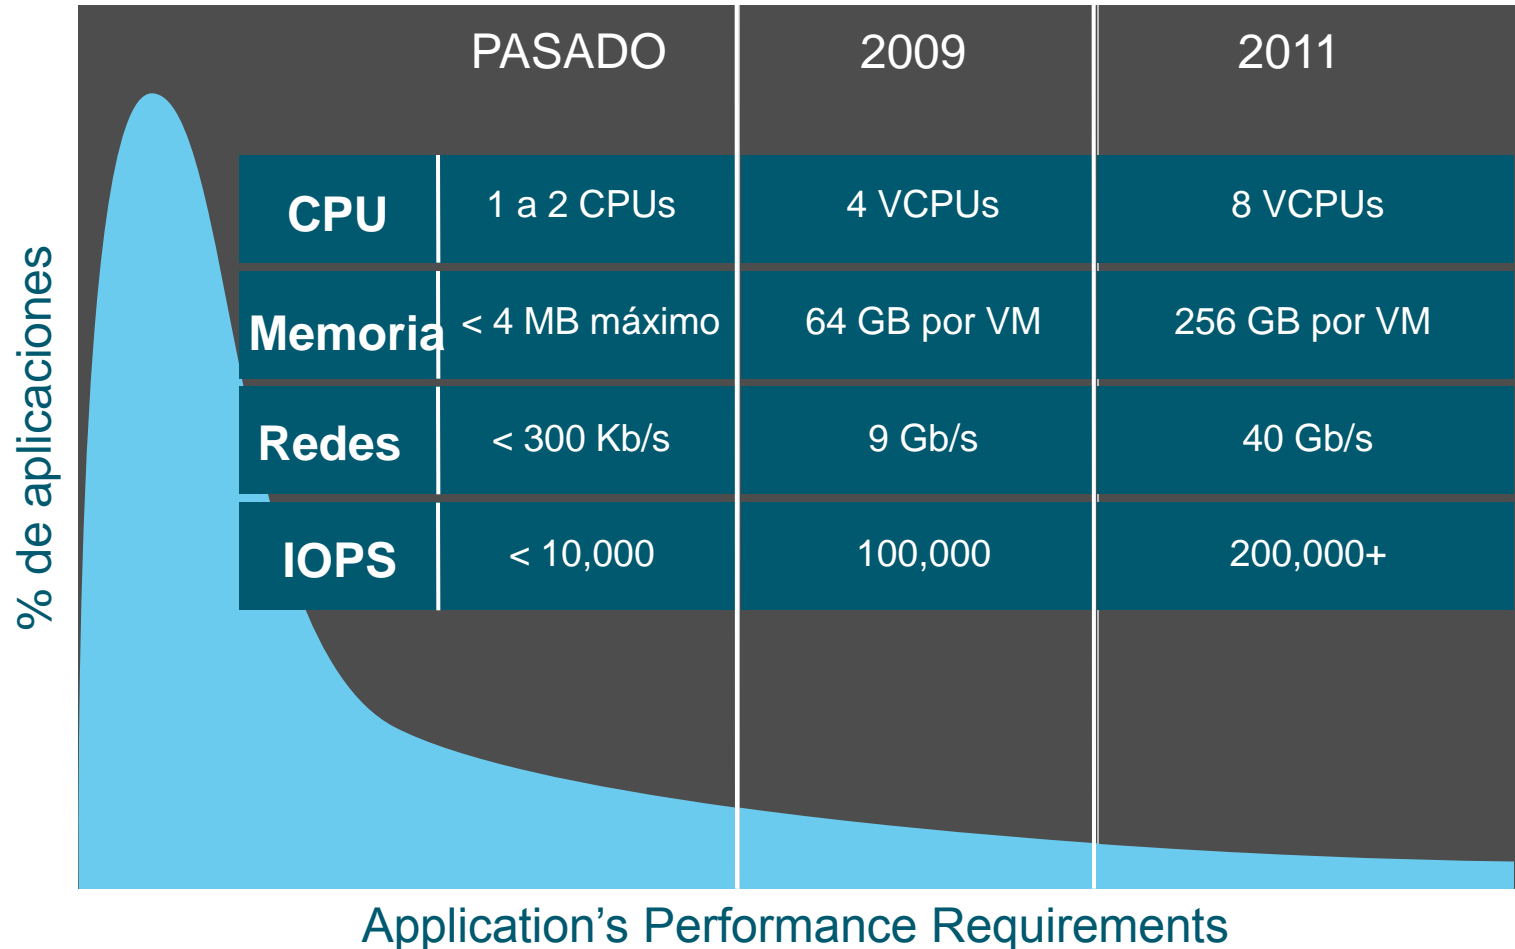 PASADO 2009 2011
CPU 1 a 2 CPUs 4 VCPUs 8 VCPUs
Memoria < 4 MB máximo 64 GB por VM 256 GB por VM
Redes < 300 Kb/s 9 Gb/s 40 Gb/s
IOPS < 10,000 100,000 200,000+
% de aplicaciones
Application’s Performance Requirements